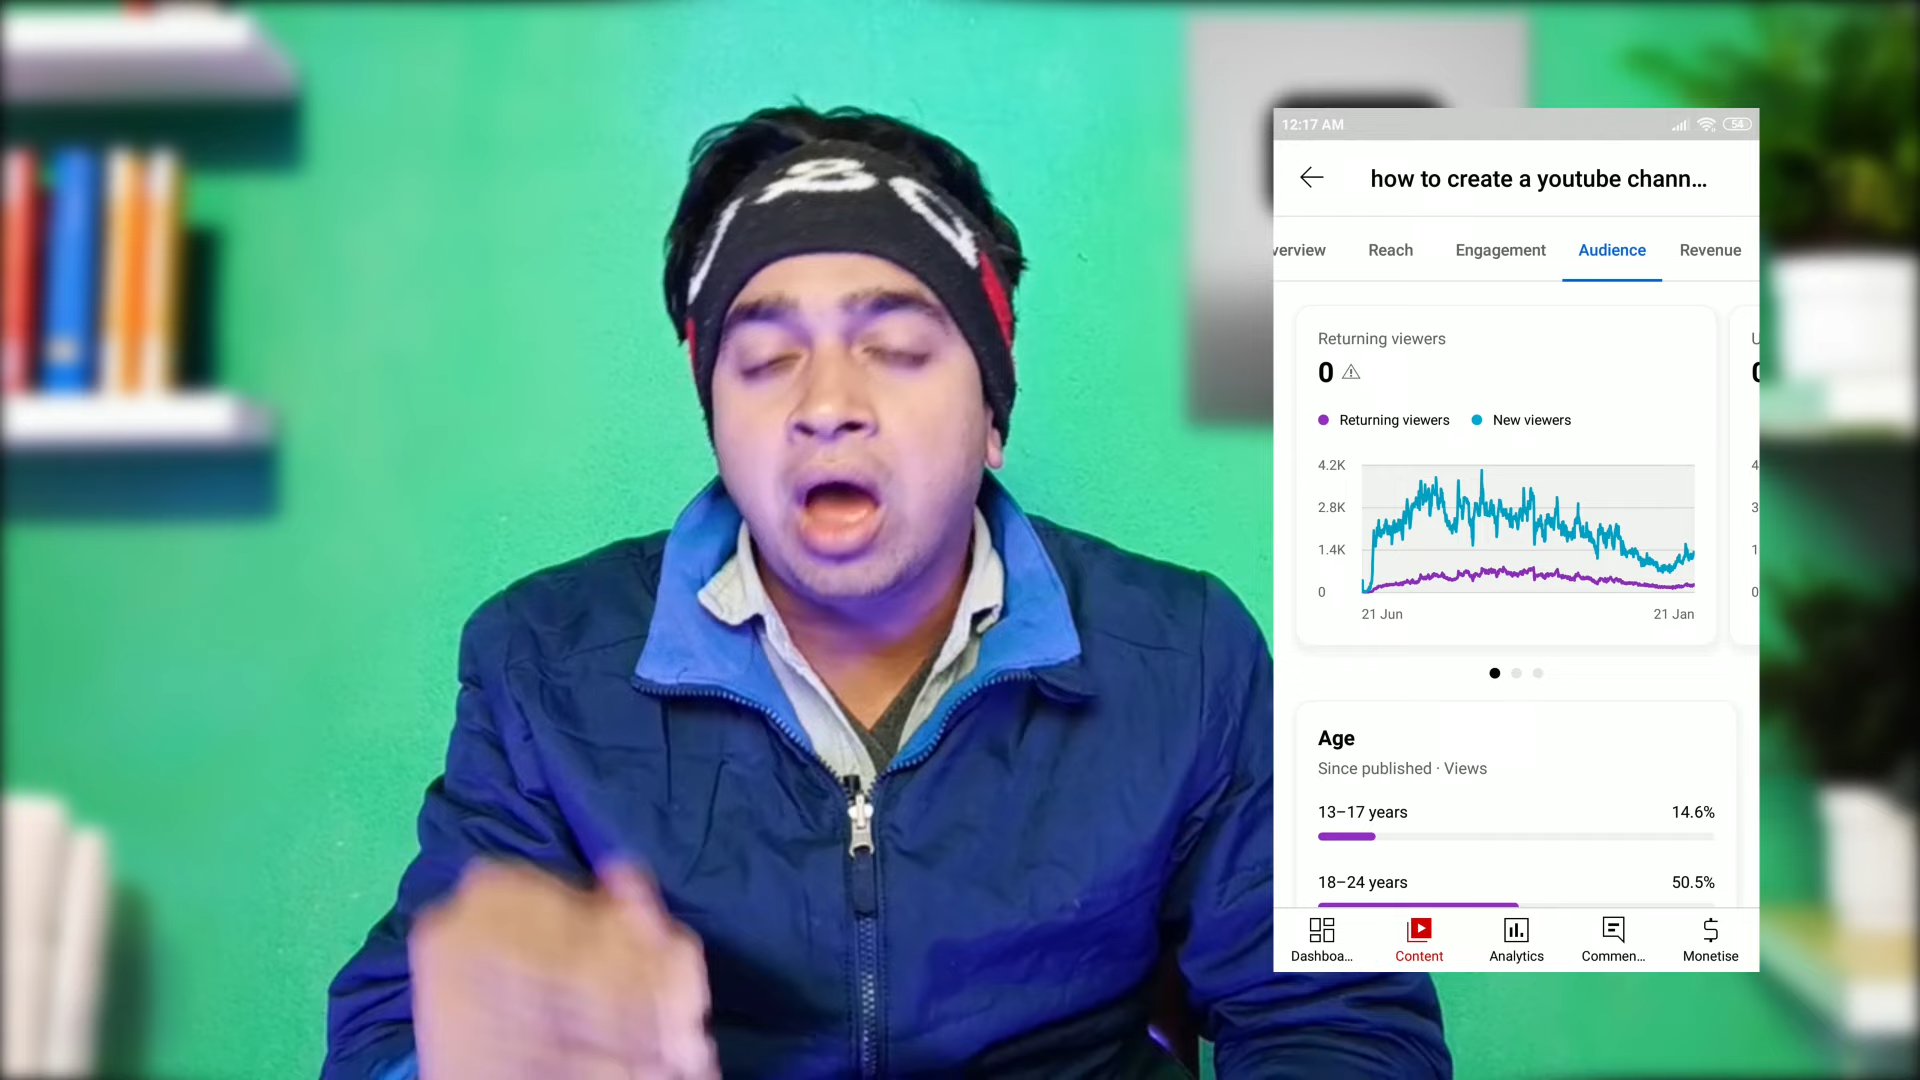 12:17 AM 54
how to create a youtube chann...
verview Reach Engagement Audience Revenue
Returning viewers
0
Returning viewers New viewers
4.2K
2.8K
1.4K
0
21 Jun 21 Jan
Age
Since published · Views
13–17 years 14.6%
18–24 years 50.5%
Dashboa... Content Analytics Commen... Monetise